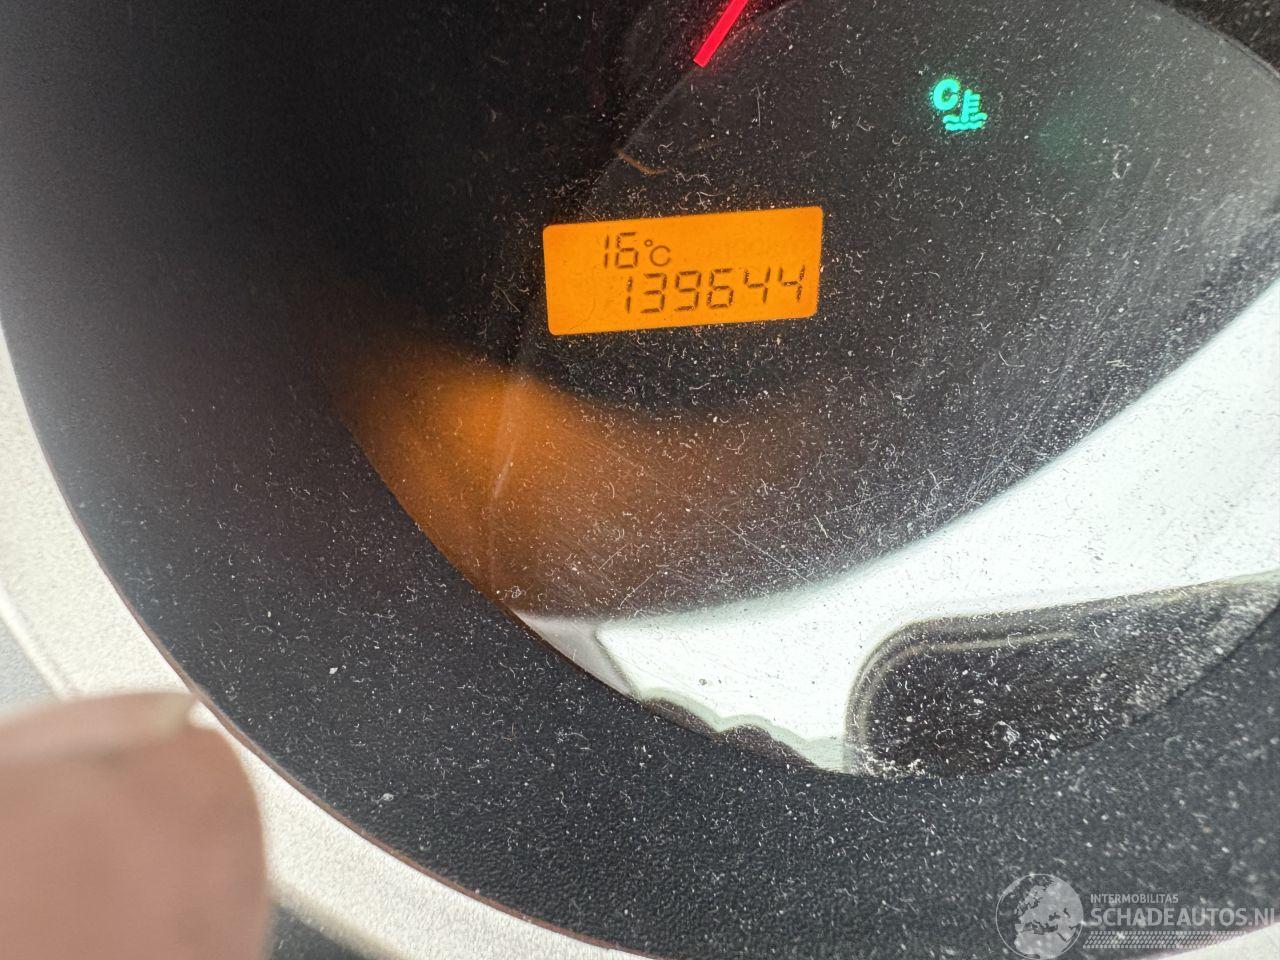 C
16°C
139644
INTERMOBILITAS
SCHADEAUTOS.NL